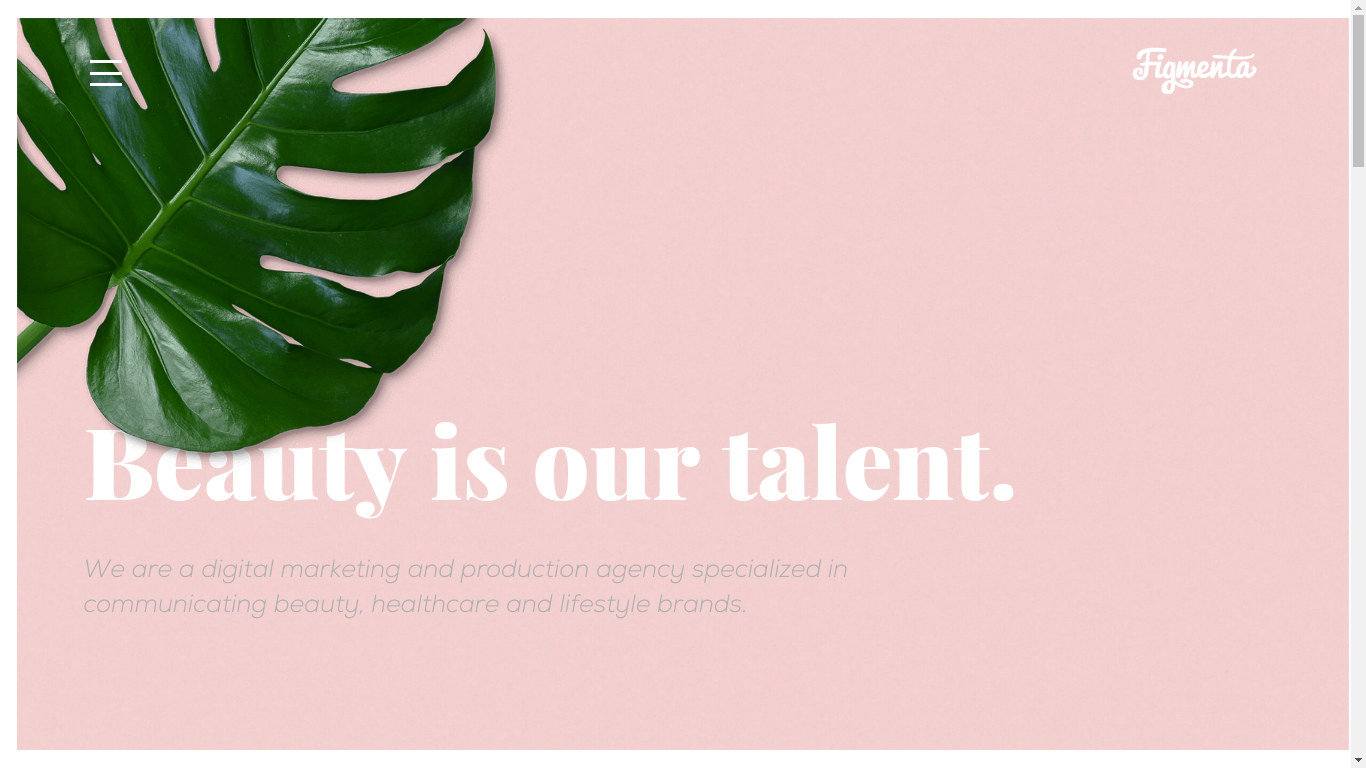 Figmenta
Beauty is our talent.
We are a digital marketing and production agency specialized in
communicating beauty, healthcare and lifestyle brands.